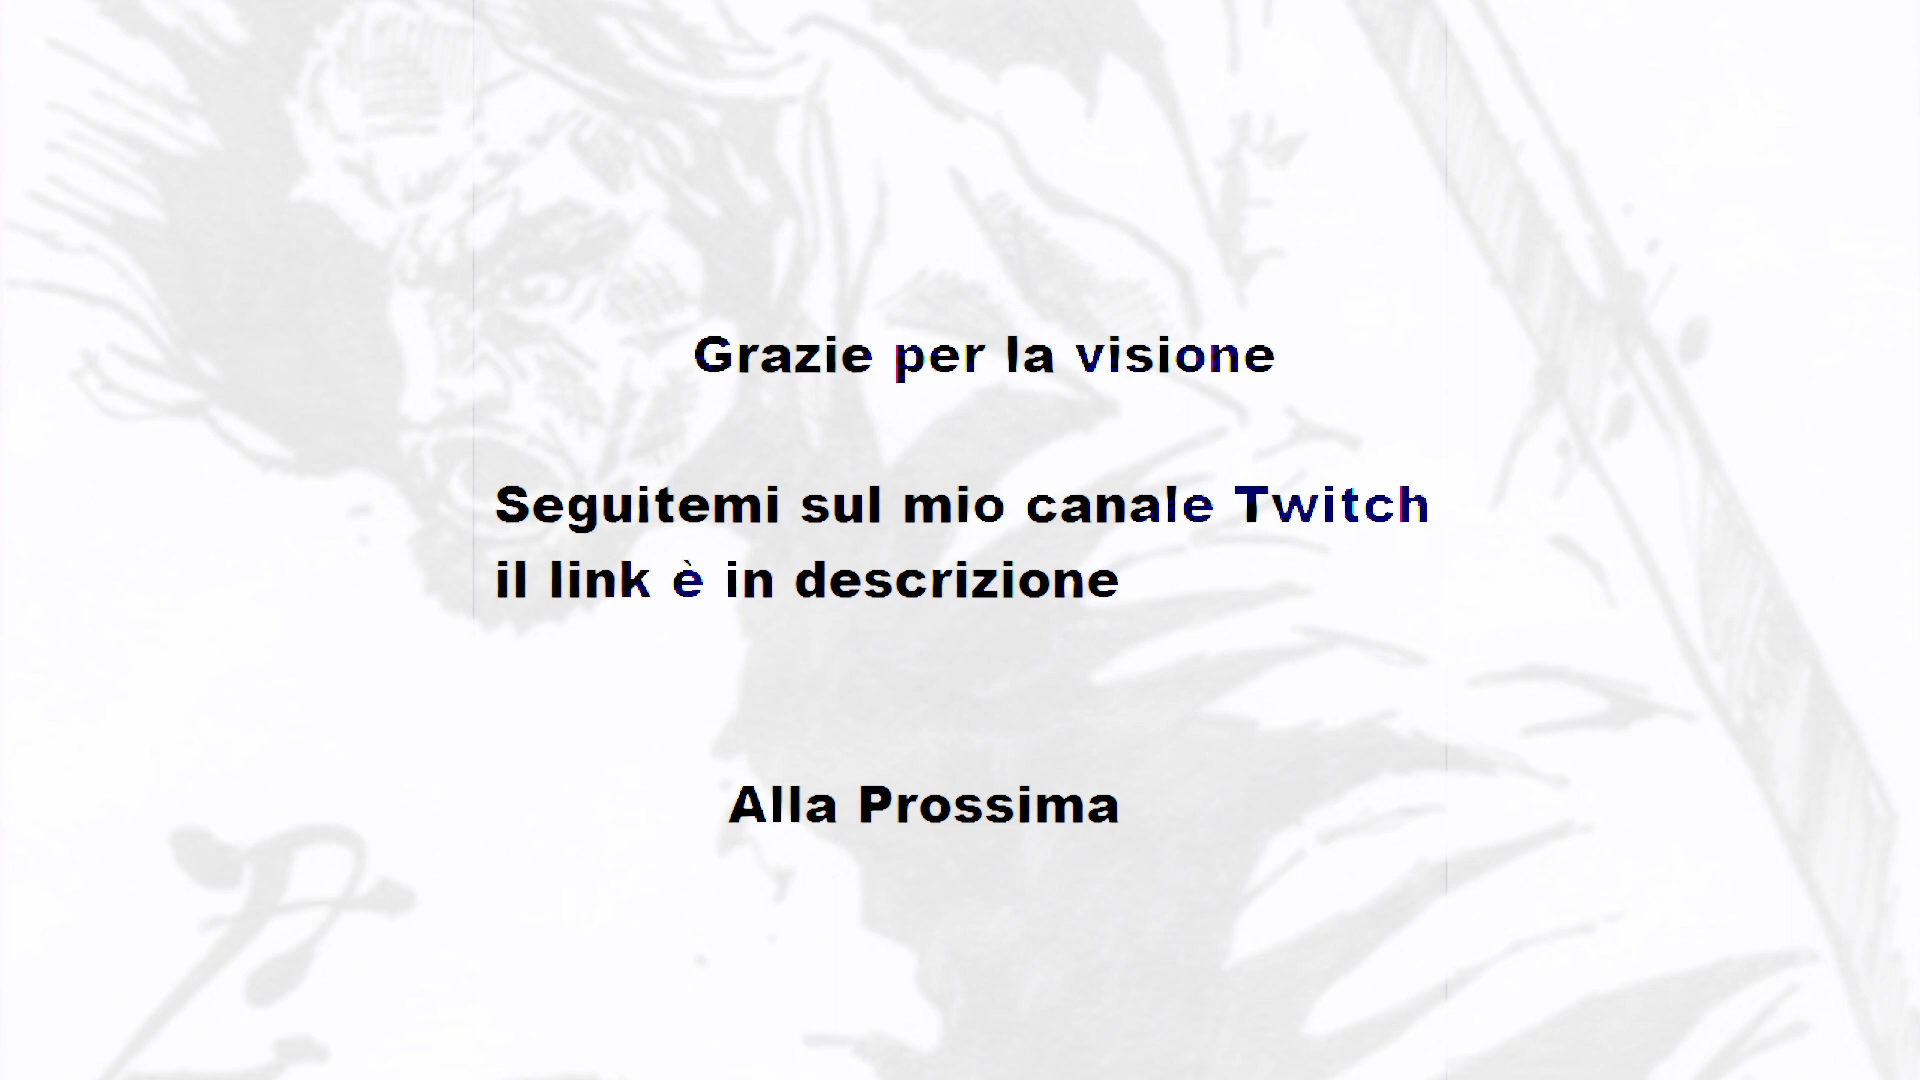 Grazie per la visione
Seguitemi sul mio canale Twitch
il link è in descrizione
Alla Prossima